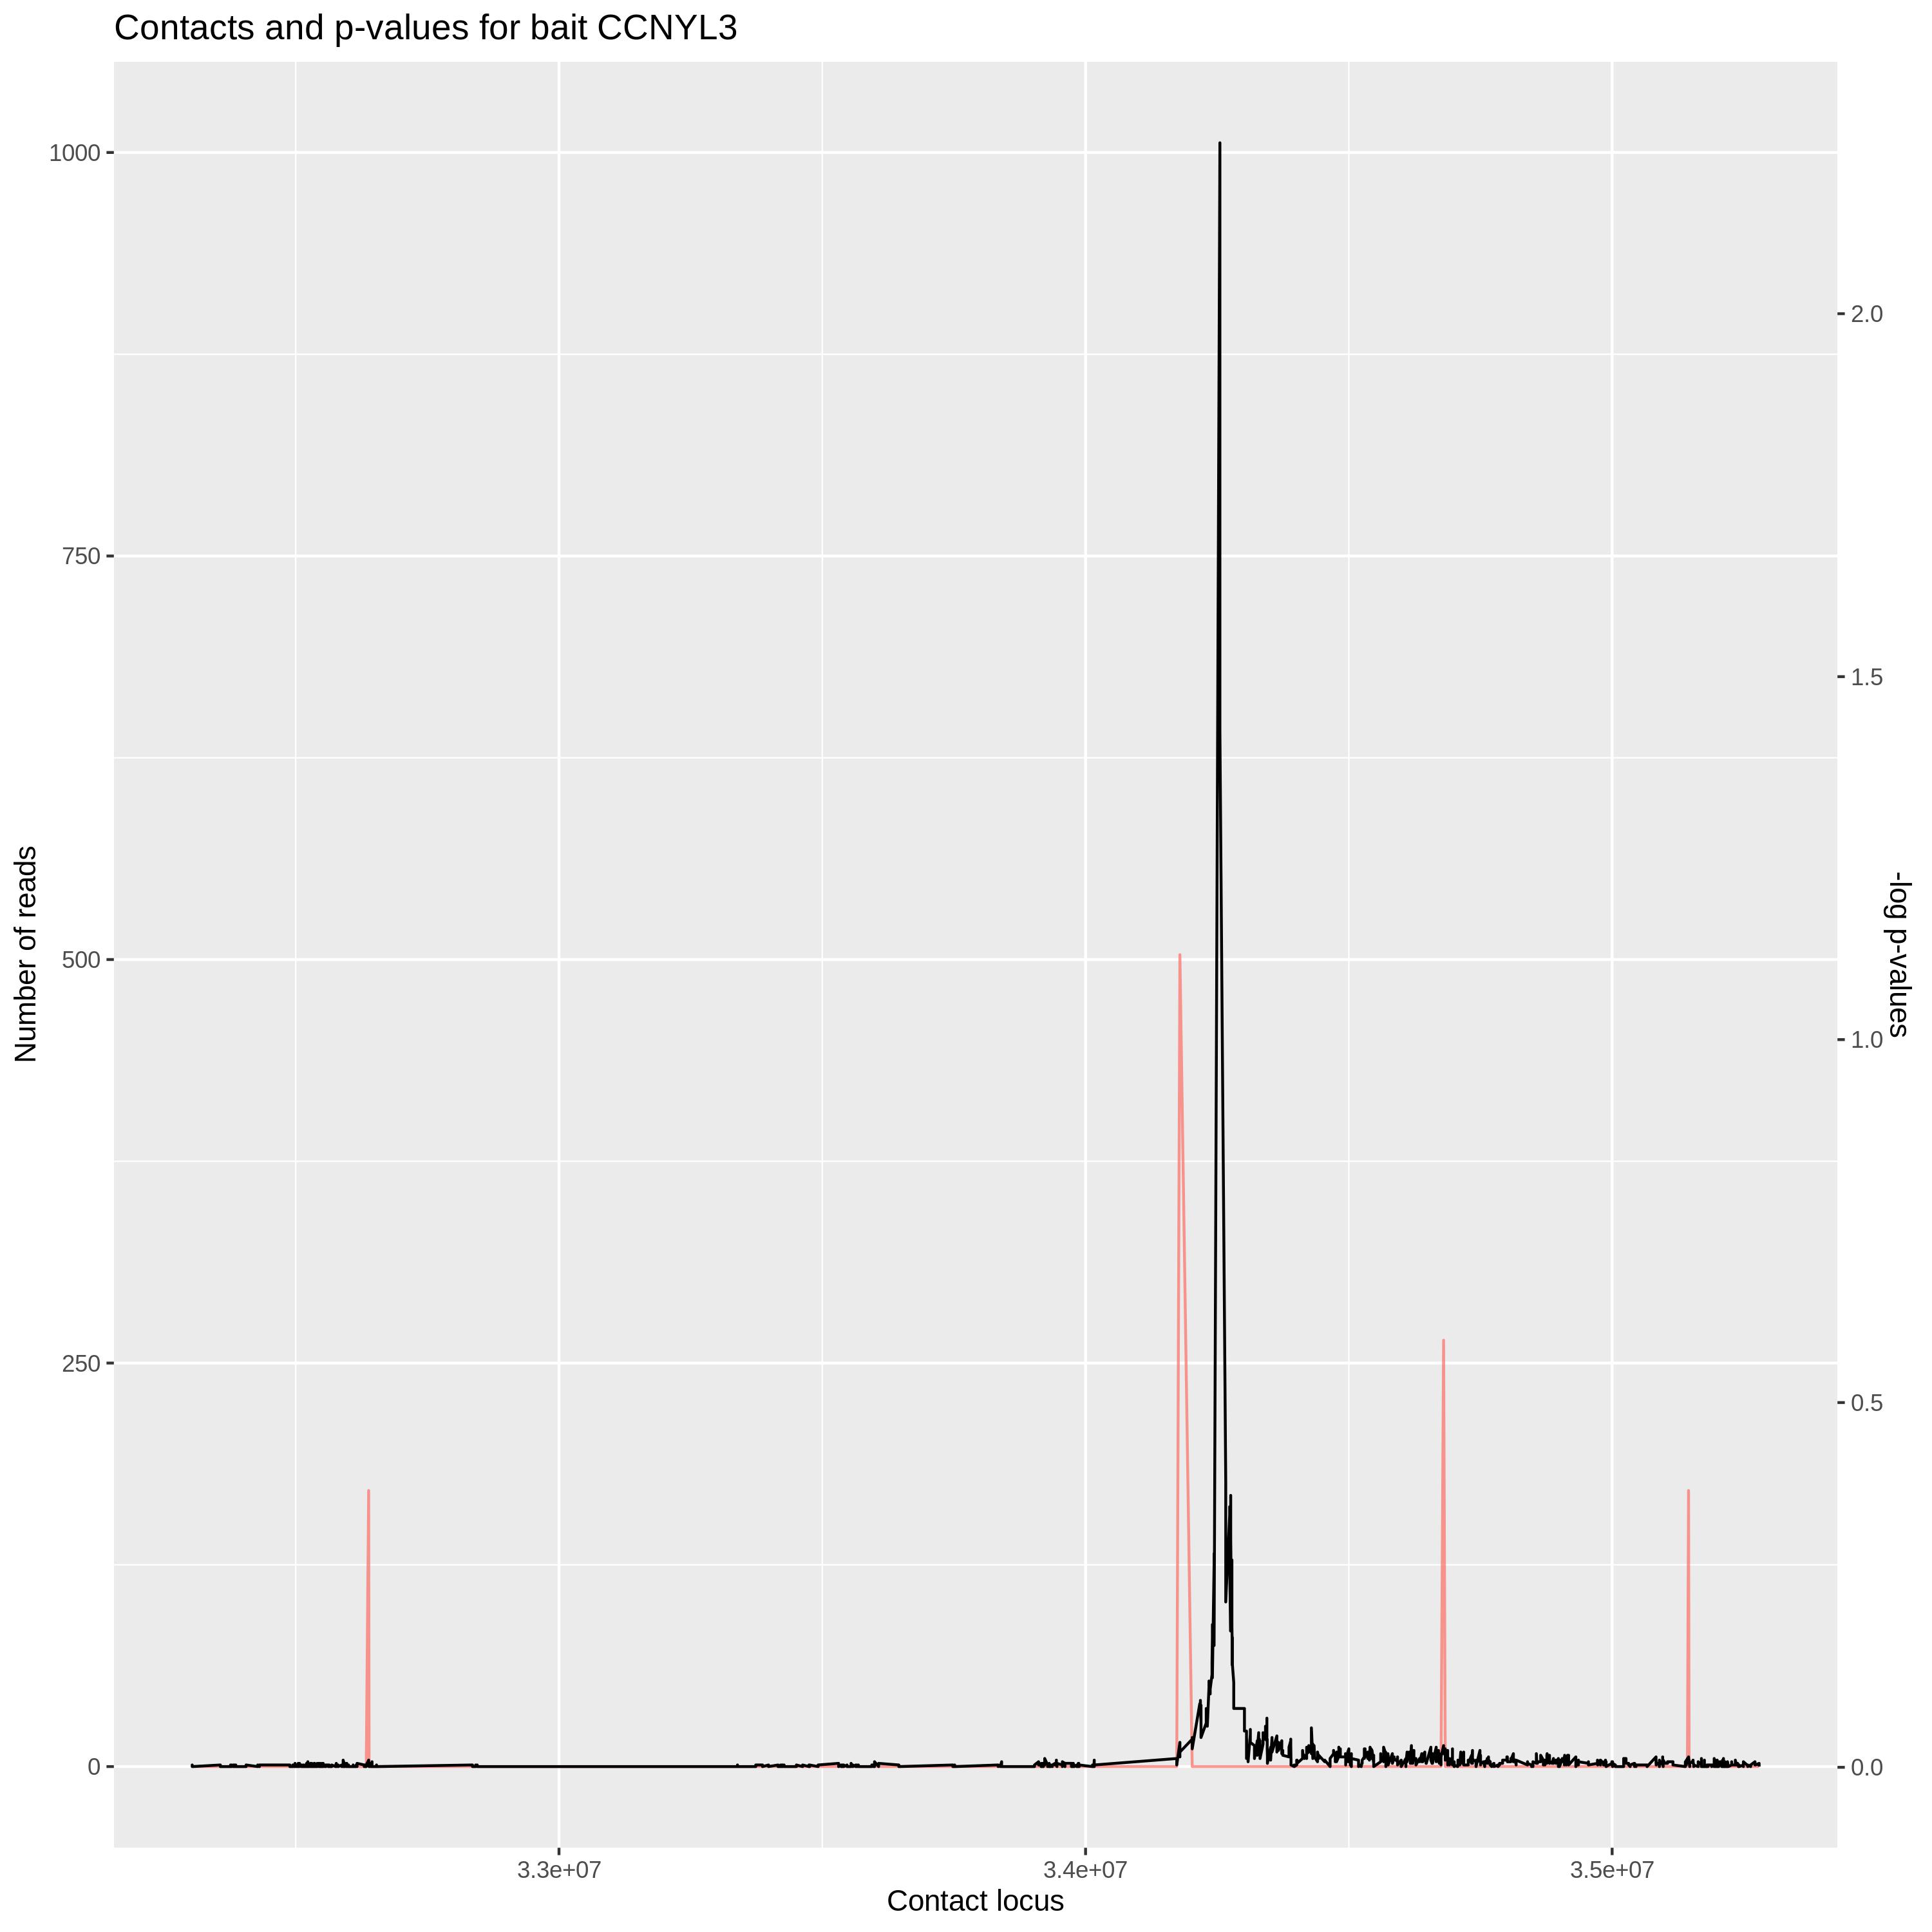 Contacts and p-values for bait CCNYL3
1000
750
500
250
0
Number of reads
2.0
1.5
1.0
0.5
0.0
-log p-values
3.3e+07
3.4e+07
3.5e+07
Contact locus